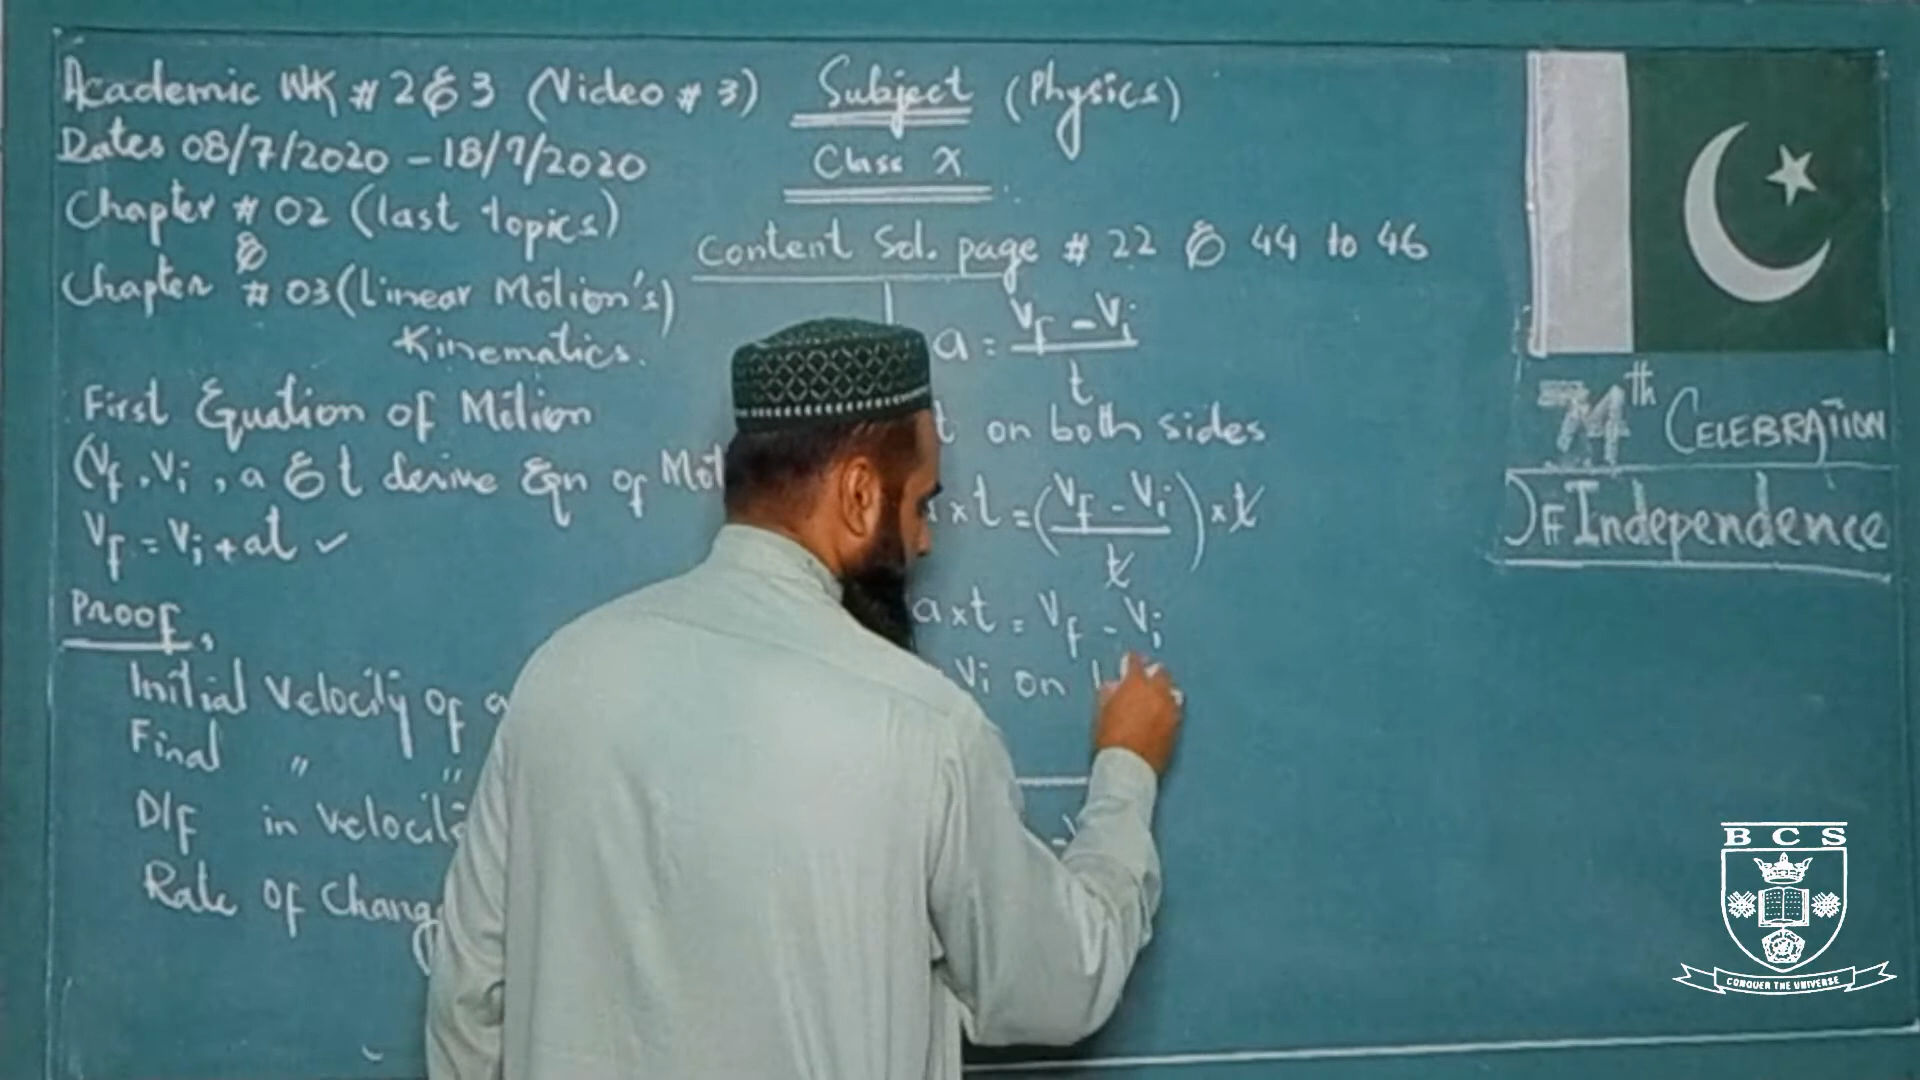 Academic WK # 2 & 3 (Video # 3)
Subject (Physics)
Dates 08/7/2020 - 18/7/2020
Class X
Chapter # 02 (last topics)
&
Content Sol. page # 22 & 44 to 46
Chapter # 03 (linear Motion's)
Kinematics.
First Equation of Motion
(Vf, Vi, a & t derive Eqn of Mot
Vf = Vi + at ✓
Proof,
Initial Velocity of a
Final " "
D/f in velocit
Rate of Chang
a = Vf - Vi / t
t on both sides
x t = (Vf - Vi / t) x t
a x t = Vf - Vi
Vi on
74th CELEBRATION
OF Independence
BCS
CONQUER THE UNIVERSE